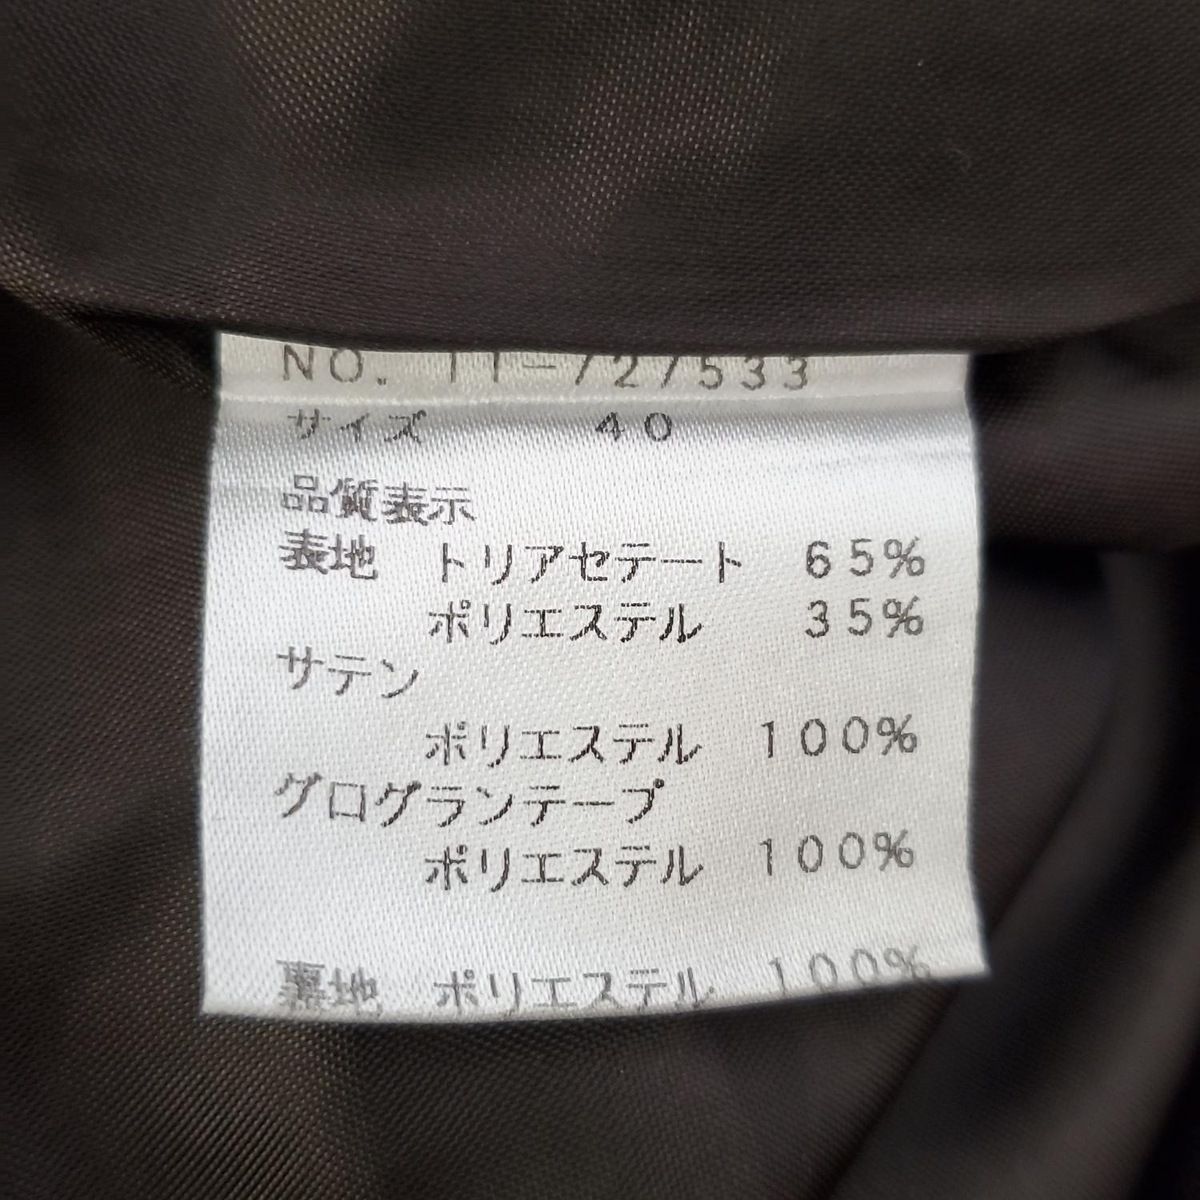 NO. 11-727533
サイズ 40
品質表示
表地 トリアセテート 65%
ポリエステル 35%
サテン
ポリエステル 100%
グログランテープ
ポリエステル 100%
裏地 ポリエステル 100%